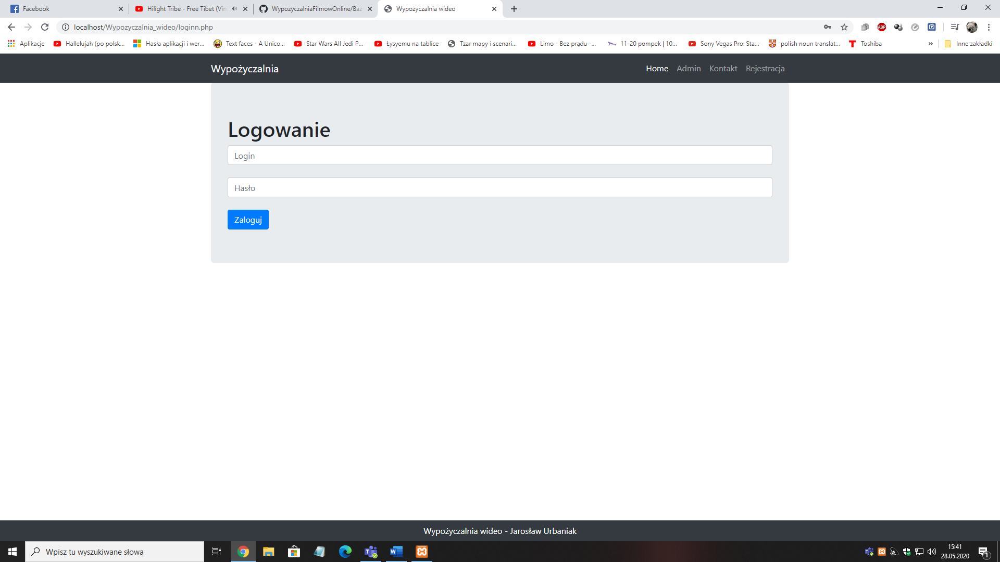 Facebook
Hilight Tribe - Free Tibet (Vin
WypozyczalniaFilmowOnline/Baz
Wypożyczalnia wideo
localhost/Wypozyczalnia_wideo/loginn.php
ABP
Aplikacje
Hallelujah (po polsk...
Hasła aplikacji i wer...
Text faces - A Unico...
Star Wars All Jedi P...
Łysyemu na tablice
Tzar mapy i scenari...
Limo - Bez prądu -...
11-20 pompek | 10...
Sony Vegas Pro: Sta...
polish noun translat...
Toshiba
»
Inne zakładki
Wypożyczalnia
Home
Admin
Kontakt
Rejestracja
Logowanie
Login
Hasło
Zaloguj
Wypożyczalnia wideo - Jarosław Urbaniak
Wpisz tu wyszukiwane słowa
15:41
28.05.2020
1